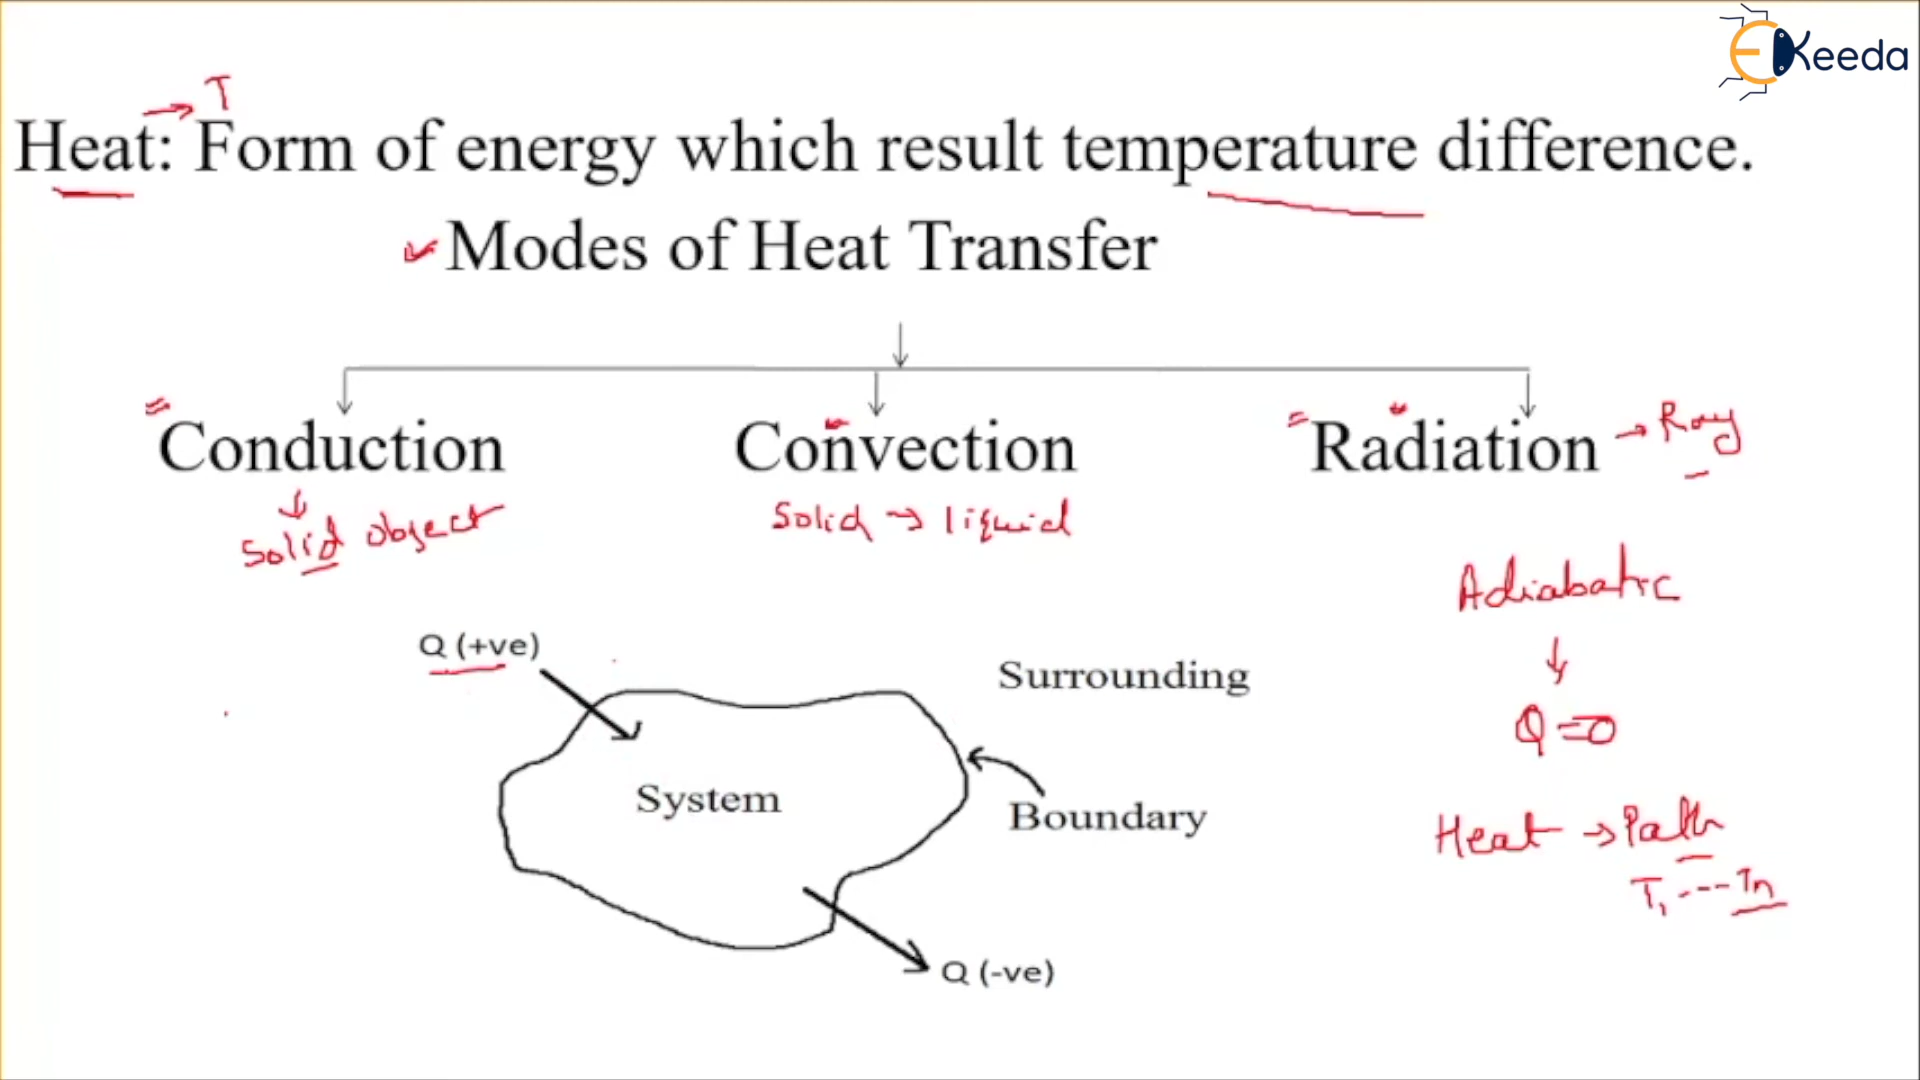 EKeeda
T
Heat: Form of energy which result temperature difference.
Modes of Heat Transfer
Conduction
Convection
Radiation → Ray
Solid object
Solid → liquid
Adiabatic
Q (+ve)
Surrounding
Q = 0
System
Boundary
Heat → Path
T₁ --- Tn
Q (-ve)